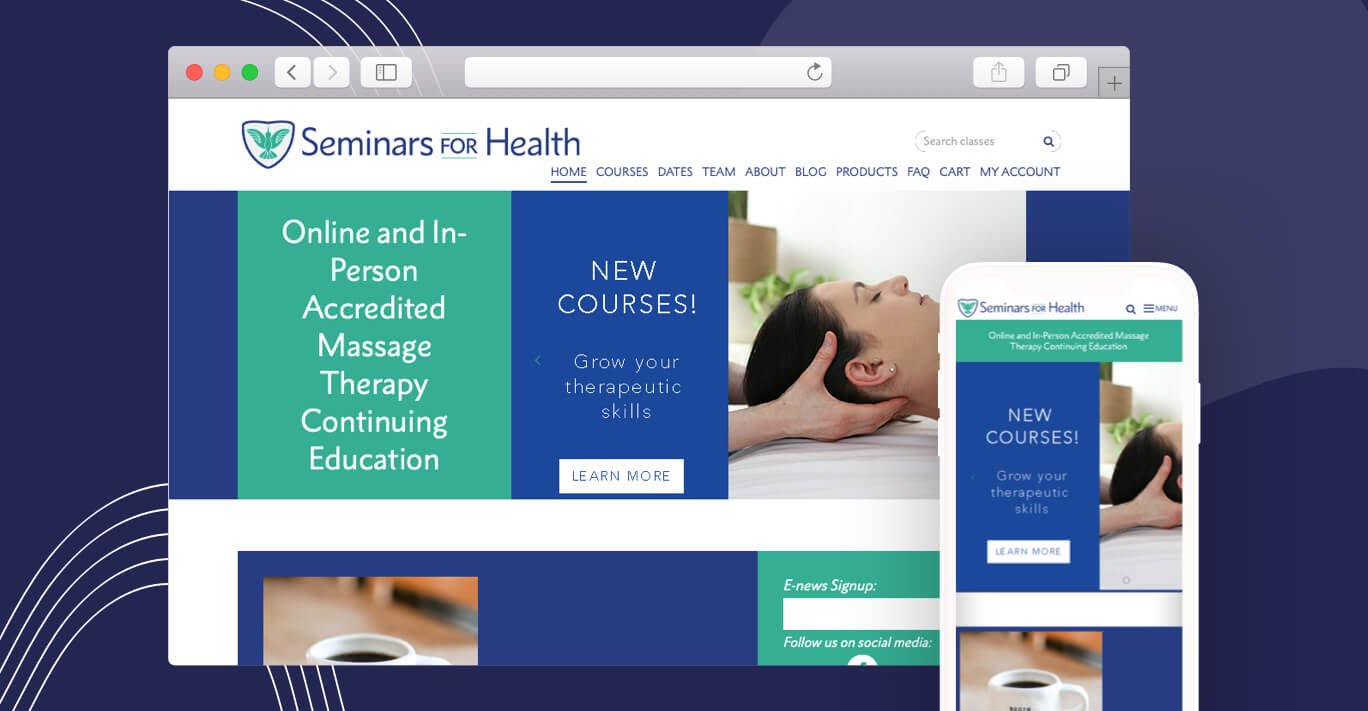 Seminars FOR Health
Search classes
HOME COURSES DATES TEAM ABOUT BLOG PRODUCTS FAQ CART MY ACCOUNT
Online and In-
Person
Accredited
Massage
Therapy
Continuing
Education
NEW
COURSES!
Grow your
therapeutic
skills
LEARN MORE
E-news Signup:
Follow us on social media:
Seminars FOR Health
MENU
Online and In-Person Accredited Massage
Therapy Continuing Education
NEW
COURSES!
Grow your
therapeutic
skills
LEARN MORE